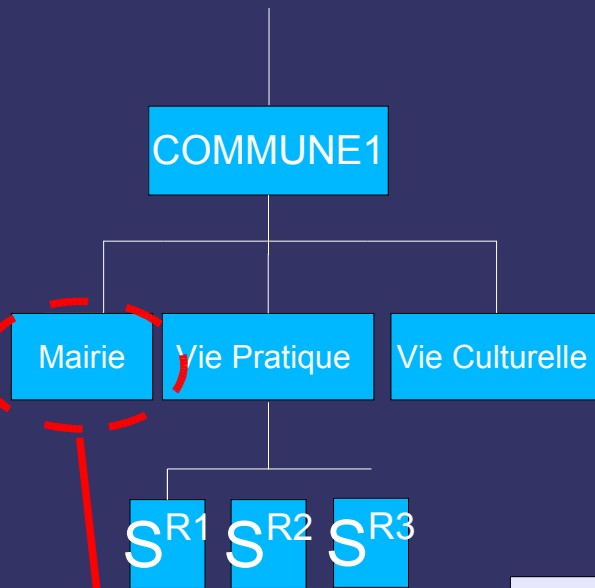 COMMUNE1
Mairie
Vie Pratique
Vie Culturelle
SR1
SR2
SR3